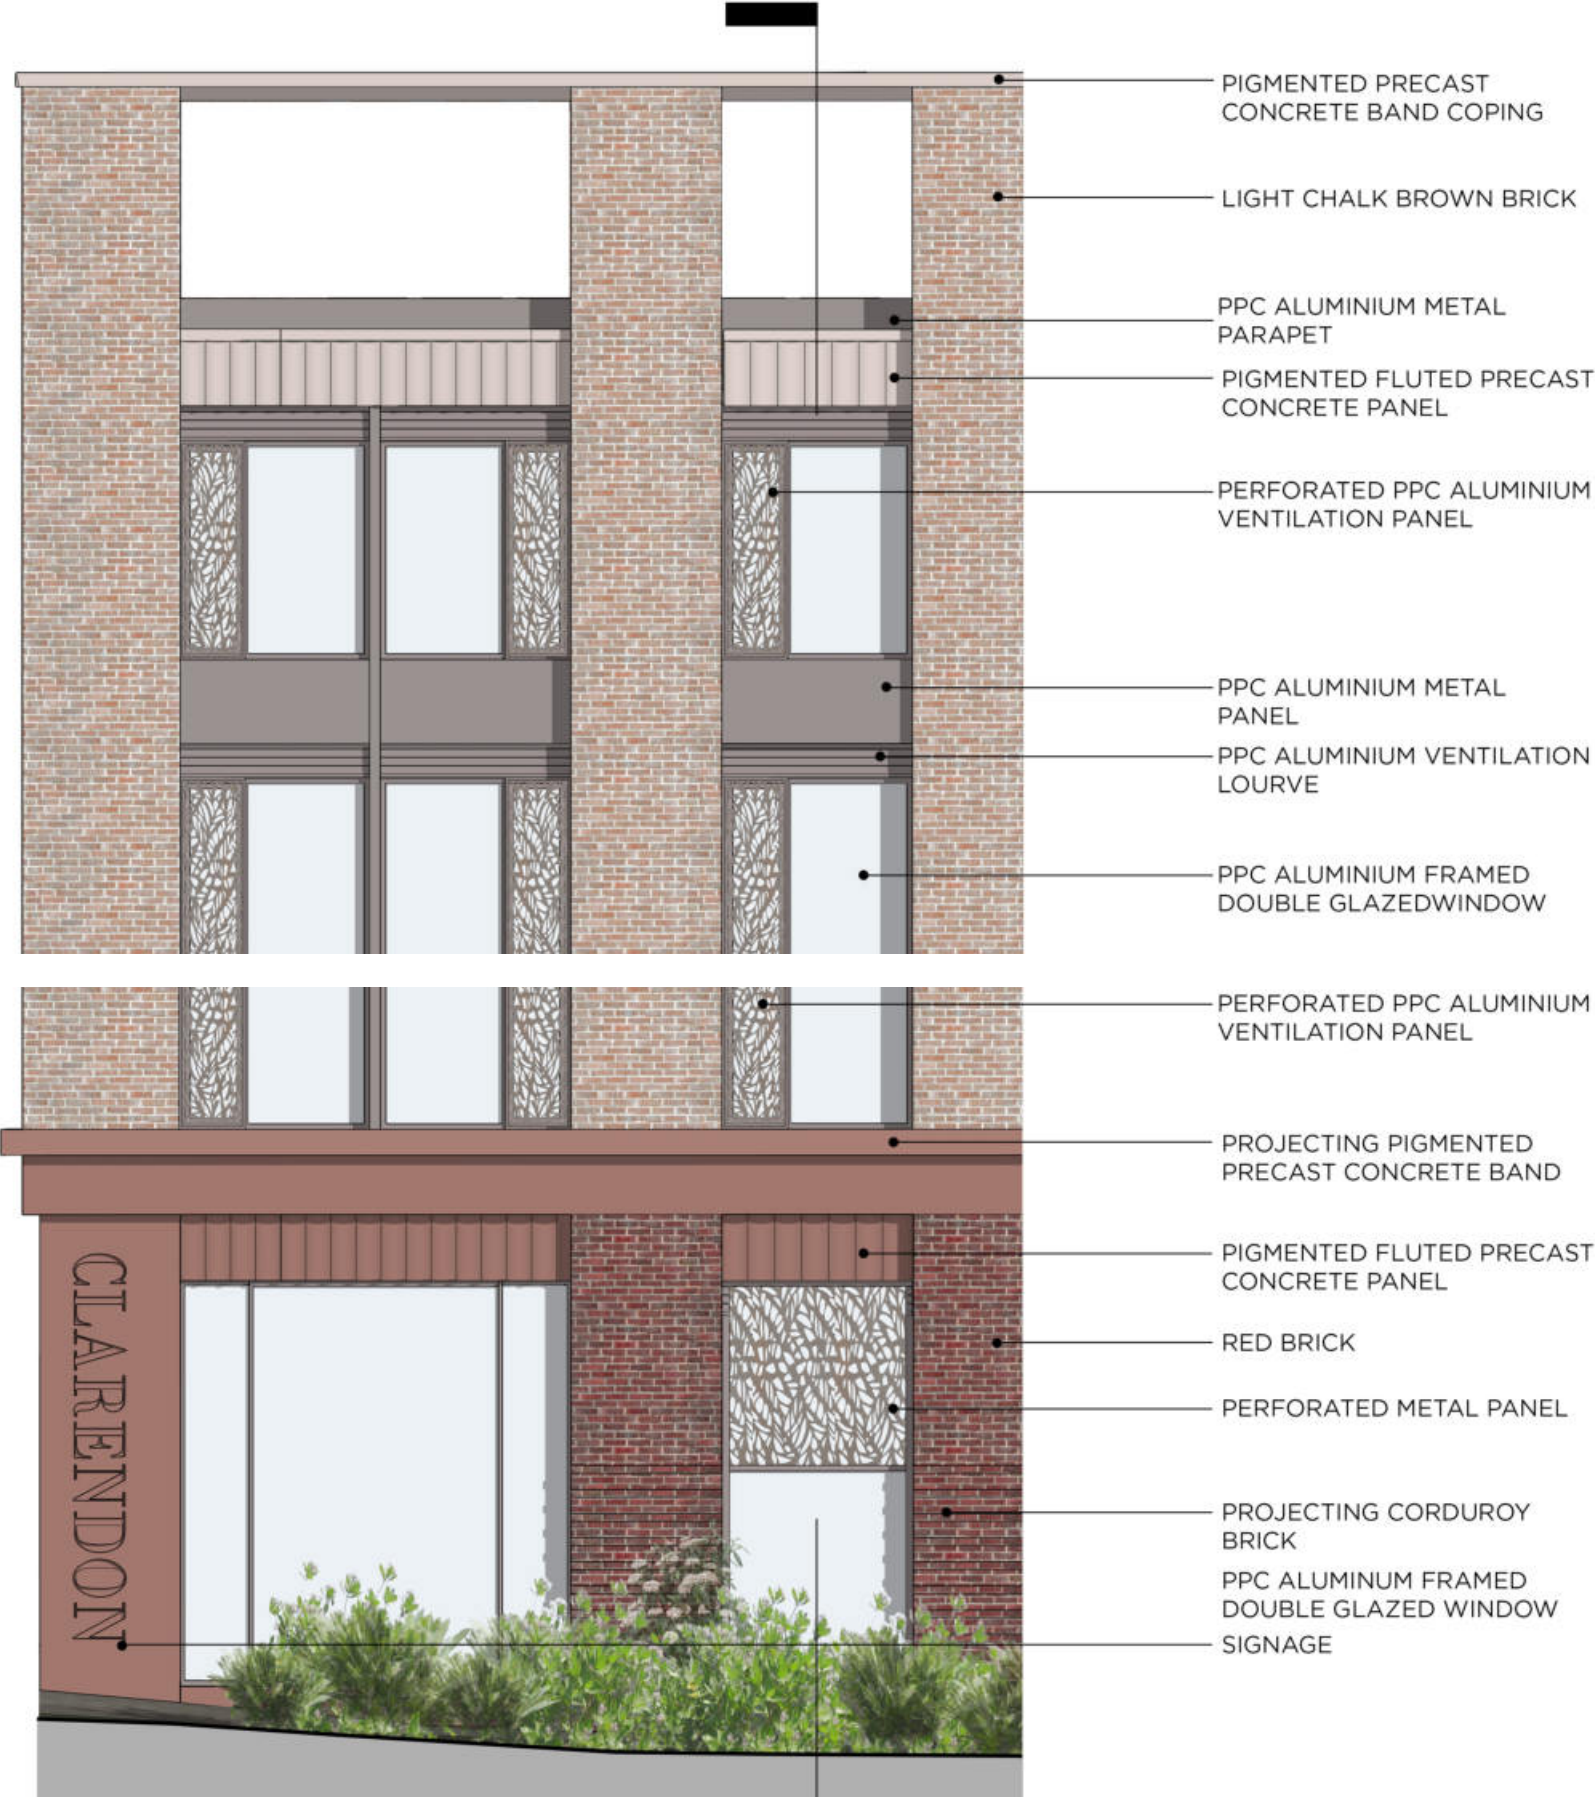 PIGMENTED PRECAST
CONCRETE BAND COPING
LIGHT CHALK BROWN BRICK
PPC ALUMINIUM METAL
PARAPET
PIGMENTED FLUTED PRECAST
CONCRETE PANEL
PERFORATED PPC ALUMINIUM
VENTILATION PANEL
PPC ALUMINIUM METAL
PANEL
PPC ALUMINIUM VENTILATION
LOURVE
PPC ALUMINIUM FRAMED
DOUBLE GLAZEDWINDOW
PERFORATED PPC ALUMINIUM
VENTILATION PANEL
PROJECTING PIGMENTED
PRECAST CONCRETE BAND
PIGMENTED FLUTED PRECAST
CONCRETE PANEL
RED BRICK
PERFORATED METAL PANEL
PROJECTING CORDUROY
BRICK
PPC ALUMINUM FRAMED
DOUBLE GLAZED WINDOW
SIGNAGE
CLARENDON